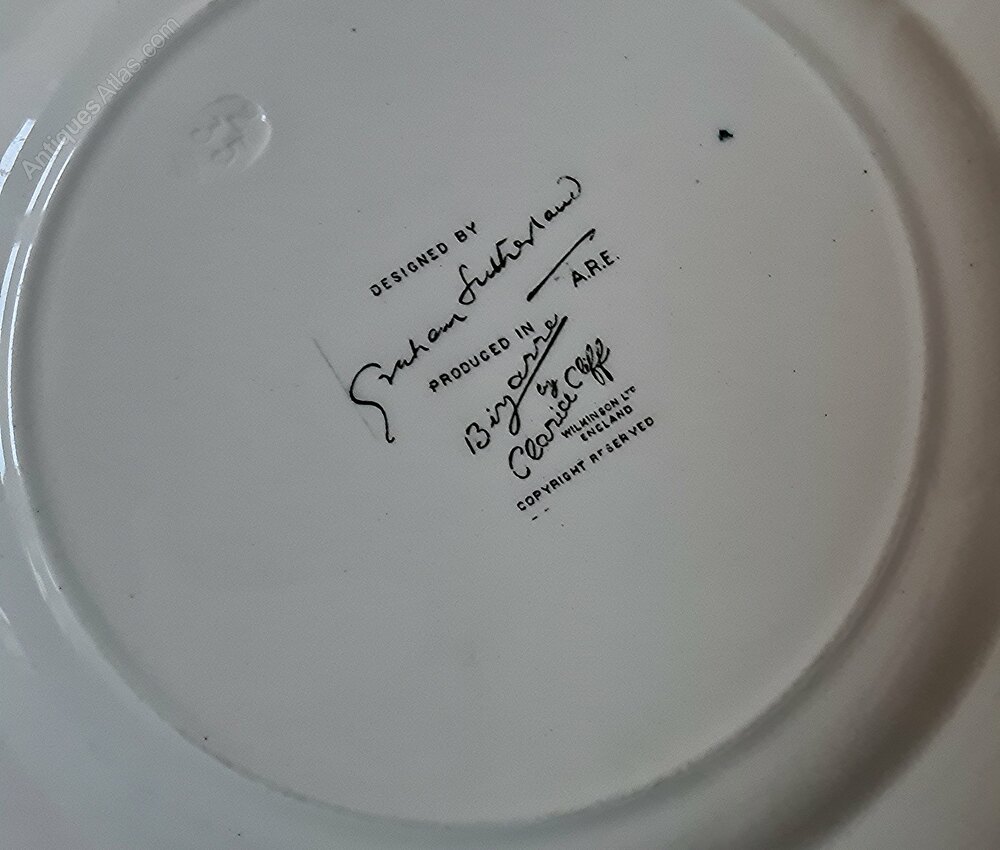 AntiquesAtlas.com
DESIGNED BY
Graham Sutherland
A.R.E.
PRODUCED IN
Bizarre
by
Clarice Cliff
WILKINSON LTD
ENGLAND
COPYRIGHT RESERVED